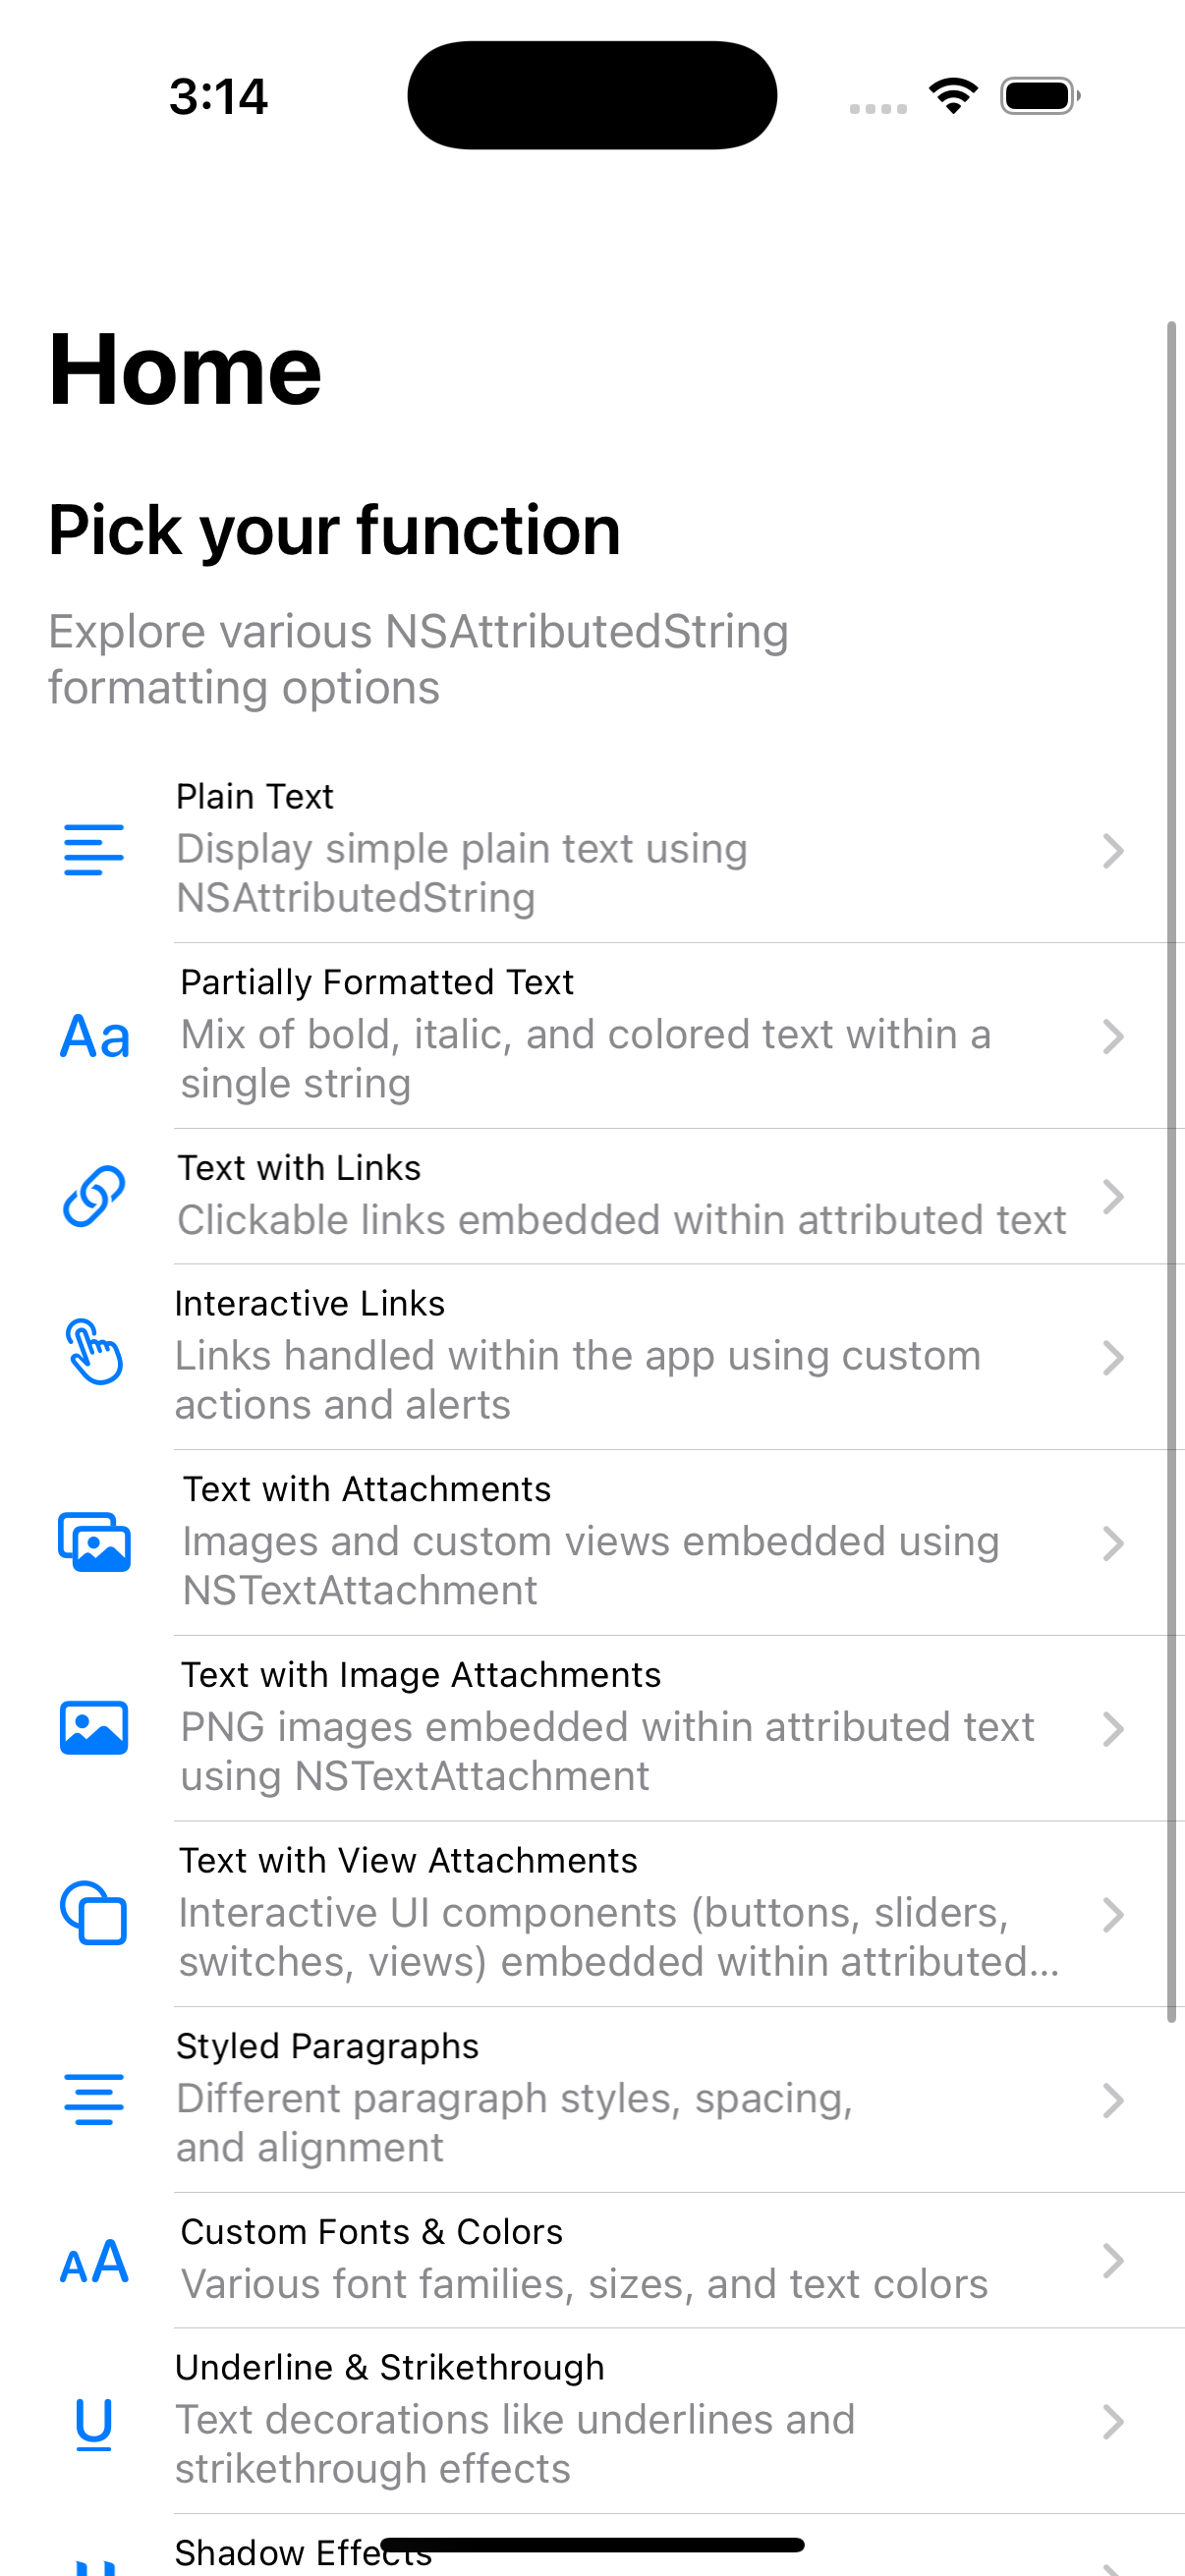 3:14
Home
Pick your function
Explore various NSAttributedString
formatting options
Plain Text
Display simple plain text using
NSAttributedString
Aa
Partially Formatted Text
Mix of bold, italic, and colored text within a
single string
Text with Links
Clickable links embedded within attributed text
Interactive Links
Links handled within the app using custom
actions and alerts
Text with Attachments
Images and custom views embedded using
NSTextAttachment
Text with Image Attachments
PNG images embedded within attributed text
using NSTextAttachment
Text with View Attachments
Interactive UI components (buttons, sliders,
switches, views) embedded within attributed...
Styled Paragraphs
Different paragraph styles, spacing,
and alignment
AA
Custom Fonts & Colors
Various font families, sizes, and text colors
U
Underline & Strikethrough
Text decorations like underlines and
strikethrough effects
Shadow Effects